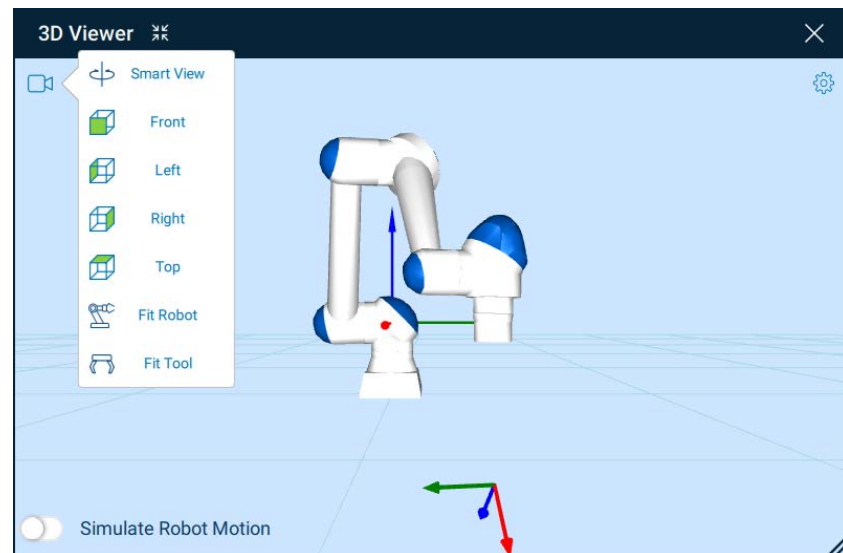 3D Viewer
Smart View
Front
Left
Right
Top
Fit Robot
Fit Tool
Simulate Robot Motion